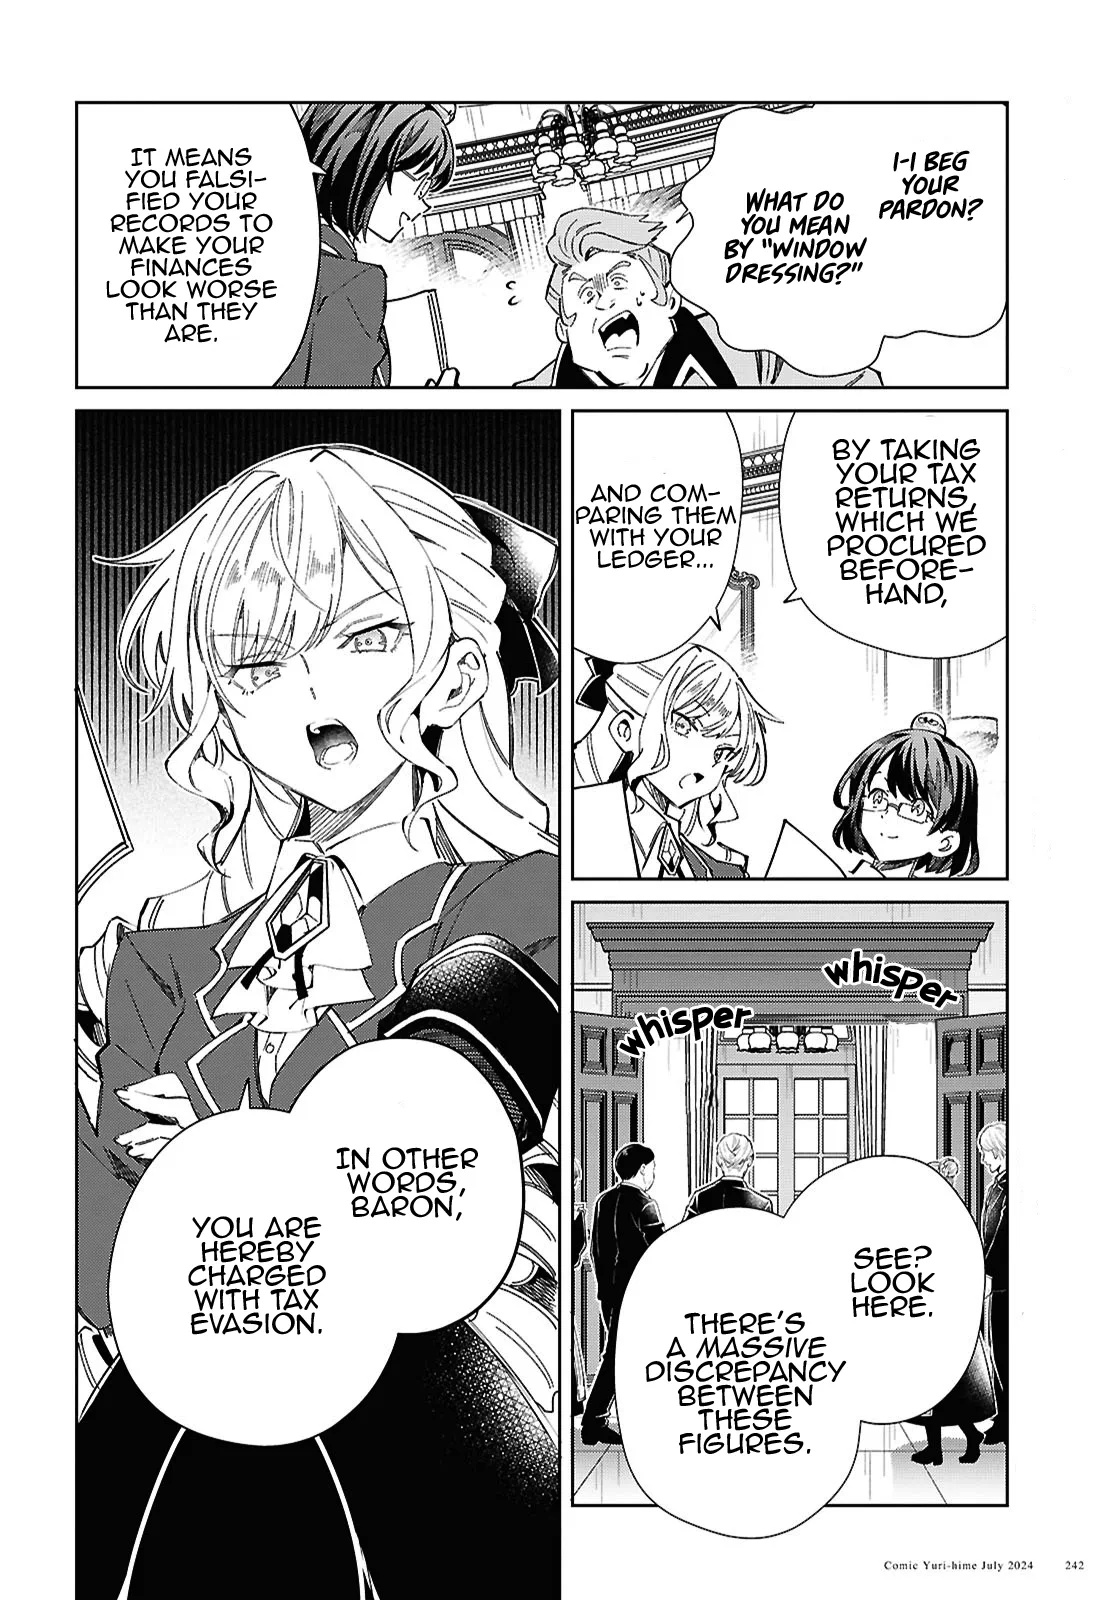 I-I BEG
YOUR
PARDON?
WHAT DO
YOU MEAN
BY "WINDOW
DRESSING?"
IT MEANS
YOU FALSI-
FIED YOUR
RECORDS TO
MAKE YOUR
FINANCES
LOOK WORSE
THAN THEY
ARE.
BY TAKING
YOUR TAX
RETURNS,
WHICH WE
PROCURED
BEFORE-
HAND,
AND COM-
PARING THEM
WITH YOUR
LEDGER...
whisper
whisper
SEE?
LOOK
HERE.
THERE'S
A MASSIVE
DISCREPANCY
BETWEEN
THESE
FIGURES.
IN OTHER
WORDS,
BARON,
YOU ARE
HEREBY
CHARGED
WITH TAX
EVASION.
Comic Yuri-hime July 2024 242